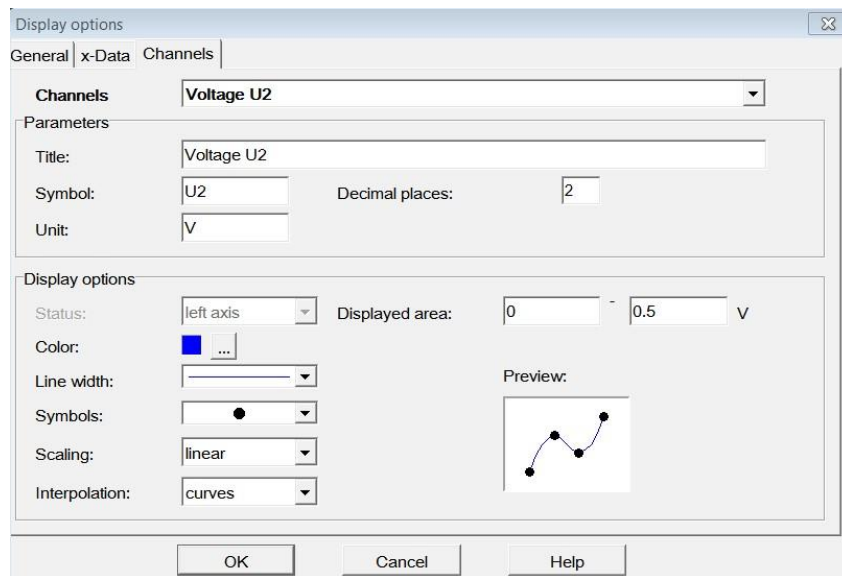 Display options
General x-Data Channels
Channels Voltage U2
Parameters
Title: Voltage U2
Symbol: U2 Decimal places: 2
Unit: V
Display options
Status: left axis Displayed area: 0 - 0.5 V
Color: ...
Line width: Preview:
Symbols:
Scaling: linear
Interpolation: curves
OK Cancel Help